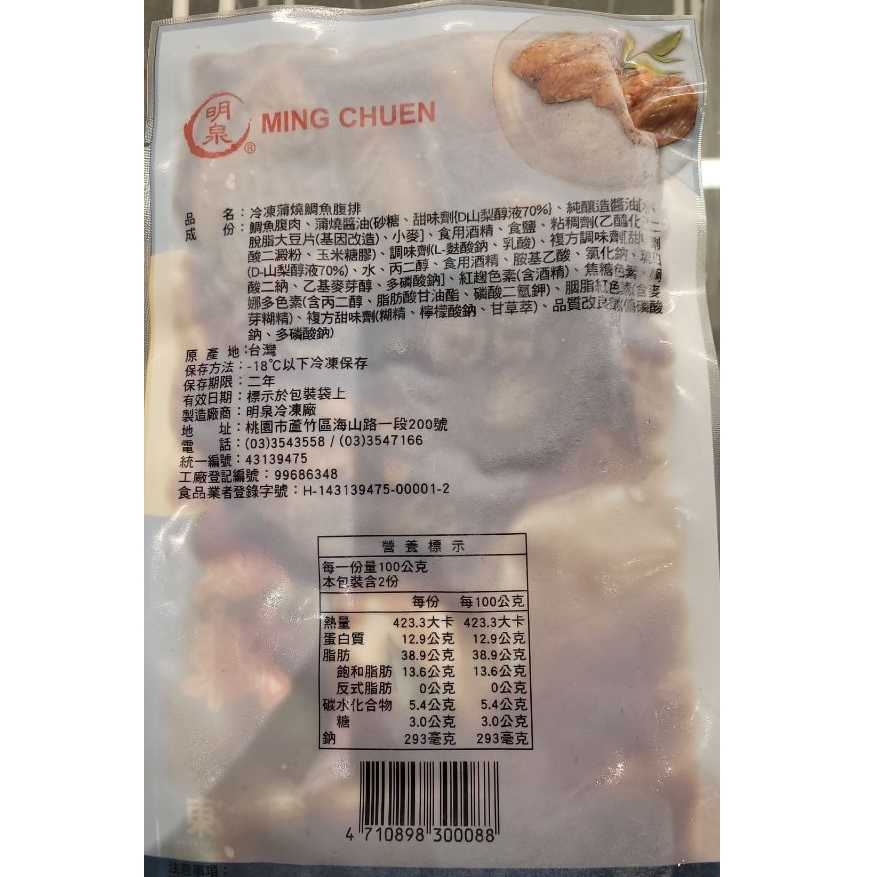 明泉®
MING CHUEN
品 名：冷凍蒲燒鯛魚腹排
成 份：鯛魚腹肉、蒲燒醬油(砂糖、甜味劑{D山梨醇液70%}、純釀造醬油{水、
脫脂大豆片(基因改造)、小麥]、食用酒精、食鹽、粘稠劑(乙醯化
酸二澱粉、玉米糖膠)、調味劑(L-麩酸鈉、乳酸)、複方調味劑[甜
(D-山梨醇液70%)、水、丙二醇、食用酒精、胺基乙酸、氯化鈉、
酸二納、乙基麥芽醇、多磷酸鈉]、紅趜色素(含酒精)、焦糖色素、
娜多色素(含丙二醇、脂肪酸甘油酯、磷酸二氫鉀)、胭脂紅色素(含麥
芽糊精)、複方甜味劑(糊精、檸檬酸鈉、甘草萃)、品質改良劑(偏磷酸
鈉、多磷酸鈉)
原 產 地：台灣
保存方法：-18℃以下冷凍保存
保存期限：二年
有效日期：標示於包裝袋上
製造廠商：明泉冷凍廠
地 址：桃園市蘆竹區海山路一段200號
電 話：(03)3543558 / (03)3547166
統一編號：43139475
工廠登記編號：99686348
食品業者登錄字號：H-143139475-00001-2
營養標示
每一份量100公克
本包裝含2份
每份 每100公克
熱量 423.3大卡 423.3大卡
蛋白質 12.9公克 12.9公克
脂肪 38.9公克 38.9公克
飽和脂肪 13.6公克 13.6公克
反式脂肪 0公克 0公克
碳水化合物 5.4公克 5.4公克
糖 3.0公克 3.0公克
鈉 293毫克 293毫克
4 710898 300088
東
注意事項：